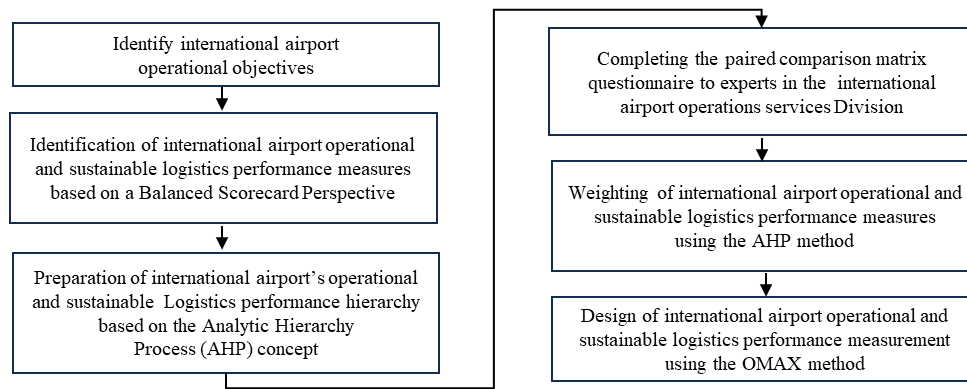 Identify international airport
operational objectives
Identification of international airport operational
and sustainable logistics performance measures
based on a Balanced Scorecard Perspective
Preparation of international airport's operational
and sustainable Logistics performance hierarchy
based on the Analytic Hierarchy
Process (AHP) concept
Completing the paired comparison matrix
questionnaire to experts in the international
airport operations services Division
Weighting of international airport operational and
sustainable logistics performance measures
using the AHP method
Design of international airport operational and
sustainable logistics performance measurement
using the OMAX method